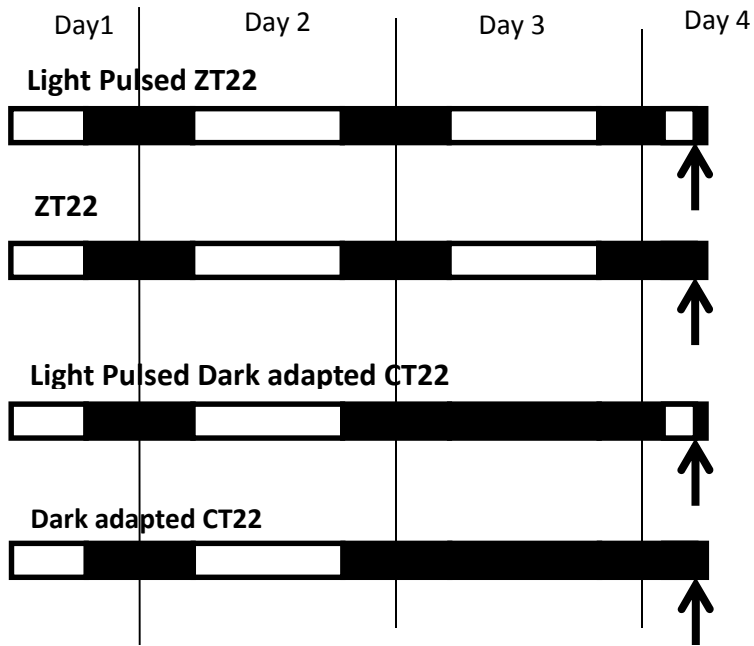 Day1 Day 2 Day 3 Day 4
Light Pulsed ZT22
ZT22
Light Pulsed Dark adapted CT22
Dark adapted CT22